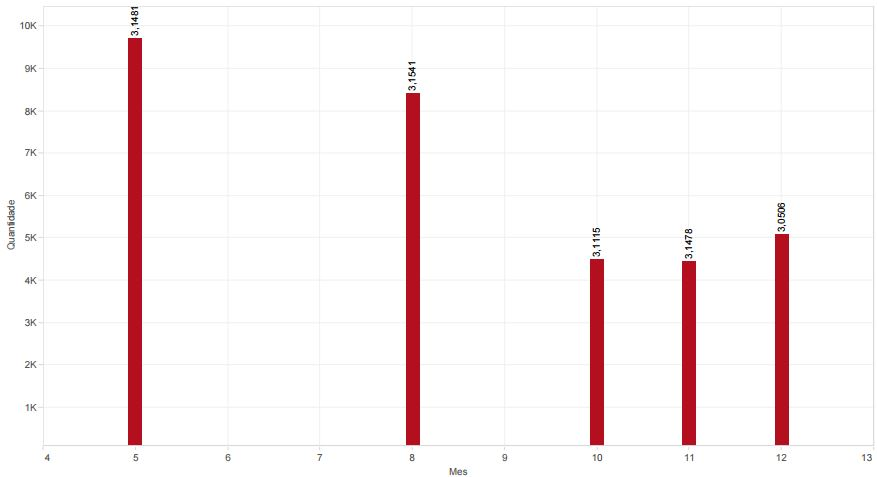 10K
9K
8K
7K
6K
5K
4K
3K
2K
1K
Quantidade
3,1481
3,1541
3,1115
3,1478
3,0506
4 5 6 7 8 9 10 11 12 13
Mes